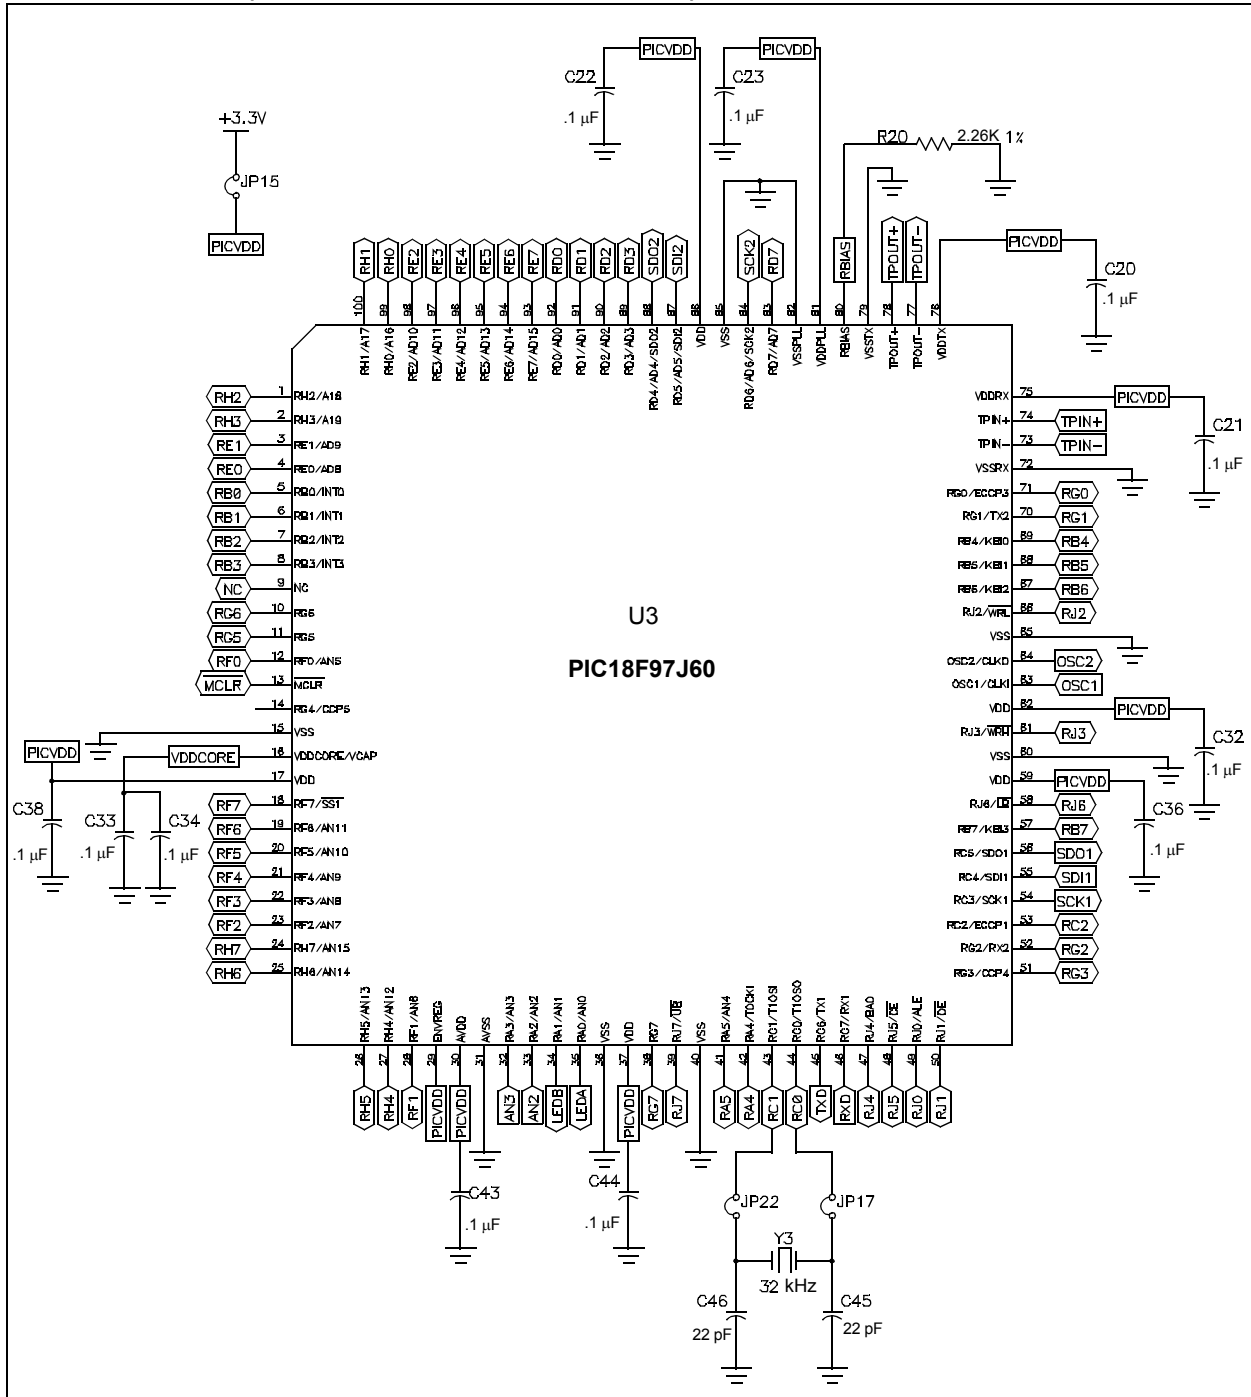 PICVDD
PICVDD
C22
.1 µF
C23
.1 µF
+3.3V
JP15
PICVDD
R20 2.26K 1%
RH1
RH0
RE2
RE3
RE4
RE5
RE6
RE7
RD0
RD1
RD2
RD3
SDO2
SDI2
SCK2
RD7
RBIAS
TPOUT+
TPOUT-
PICVDD
C20
.1 µF
100
99
98
97
96
95
94
93
92
91
90
89
88
87
86
85
84
83
82
81
80
79
78
77
76
RH1/A17
RH0/A16
RE2/AD10
RE3/AD11
RE4/AD12
RE5/AD13
RE6/AD14
RE7/AD15
RD0/AD0
RD1/AD1
RD2/AD2
RD3/AD3
RD4/AD4/SDO2
RD5/AD5/SDI2
VDD
VSS
RD6/AD6/SCK2
RD7/AD7
VSSPLL
VDDPLL
RBIAS
VSSTX
TPOUT+
TPOUT-
VDDTX
RH2 1 RH2/A18
RH3 2 RH3/A19
RE1 3 RE1/AD9
RE0 4 RE0/AD8
RB0 5 RB0/INT0
RB1 6 RB1/INT1
RB2 7 RB2/INT2
RB3 8 RB3/INT3
NC 9 NC
RG6 10 RG6
RG5 11 RG5
RF0 12 RF0/AN5
MCLR 13 MCLR
14 RG4/CCP5
15 VSS
VDDCORE 16 VDDCORE/VCAP
PICVDD 17 VDD
RF7 18 RF7/SS1
RF6 19 RF6/AN11
RF5 20 RF5/AN10
RF4 21 RF4/AN9
RF3 22 RF3/AN8
RF2 23 RF2/AN7
RH7 24 RH7/AN15
RH6 25 RH6/AN14
C38
.1 µF
C33
.1 µF
C34
.1 µF
U3
PIC18F97J60
VDDRX 75 PICVDD
TPIN+ 74 TPIN+
TPIN- 73 TPIN-
VSSRX 72
RG0/ECCP3 71 RG0
RG1/TX2 70 RG1
RB4/KBI0 69 RB4
RB5/KBI1 68 RB5
RB6/KBI2 67 RB6
RJ2/WRL 66 RJ2
VSS 65
OSC2/CLKO 64 OSC2
OSC1/CLKI 63 OSC1
VDD 62 PICVDD
RJ3/WRH 61 RJ3
VSS 60
VDD 59 PICVDD
RJ6/LB 58 RJ6
RB7/KBI3 57 RB7
RC5/SDO1 56 SDO1
RC4/SDI1 55 SDI1
RC3/SCK1 54 SCK1
RC2/ECCP1 53 RC2
RG2/RX2 52 RG2
RG3/CCP4 51 RG3
C21
.1 µF
C32
.1 µF
C36
.1 µF
RH5/AN13
RH4/AN12
RF1/AN6
ENVREG
AVDD
AVSS
RA3/AN3
RA2/AN2
RA1/AN1
RA0/AN0
VSS
VDD
RG7
RJ7/UB
VSS
RA5/AN4
RA4/T0CKI
RC1/T1OSI
RC0/T1OSO
RC6/TX1
RC7/RX1
RJ4/BA0
RJ5/CE
RJ0/ALE
RJ1/OE
26
27
28
29
30
31
32
33
34
35
36
37
38
39
40
41
42
43
44
45
46
47
48
49
50
RH5
RH4
RF1
PICVDD
PICVDD
AN3
AN2
LEDB
LEDA
PICVDD
RG7
RJ7
RA5
RA4
RC1
RC0
TXD
RXD
RJ4
RJ5
RJ0
RJ1
C43
.1 µF
C44
.1 µF
JP22
JP17
Y3
32 kHz
C46
22 pF
C45
22 pF